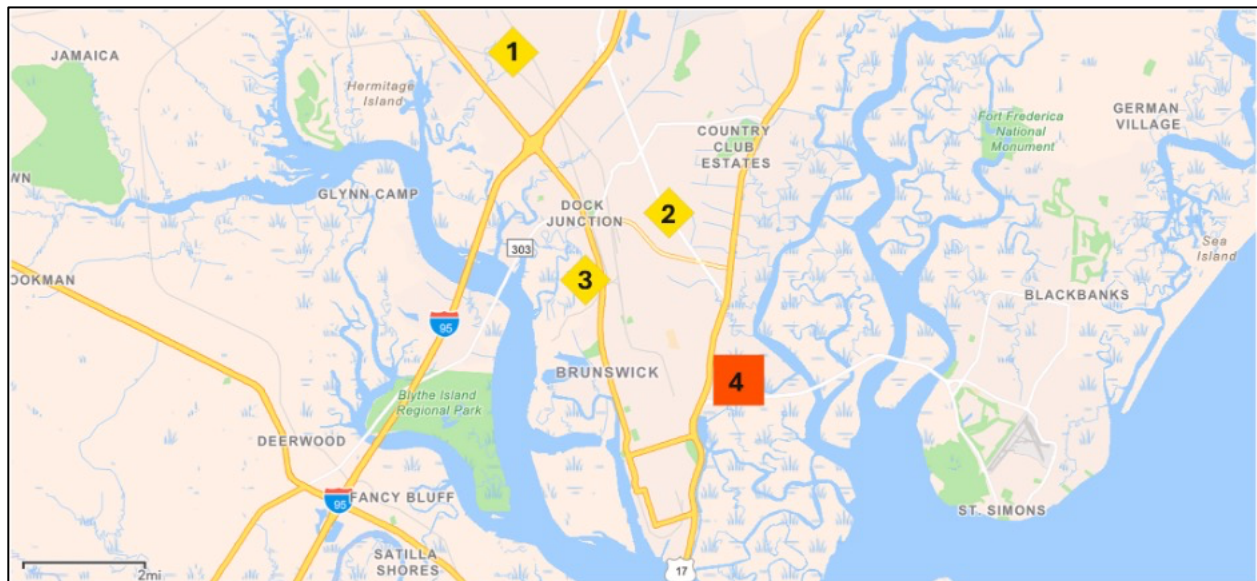 1
JAMAICA
Hermitage
Island
GERMAN
VILLAGE
Fort Frederica
National
Monument
COUNTRY
CLUB
ESTATES
WN
GLYNN CAMP
DOCK
JUNCTION
2
303
Sea
Island
3
OOKMAN
BLACKBANKS
95
BRUNSWICK
4
Blythe Island
Regional Park
DEERWOOD
95
FANCY BLUFF
ST. SIMONS
SATILLA
SHORES
17
2mi